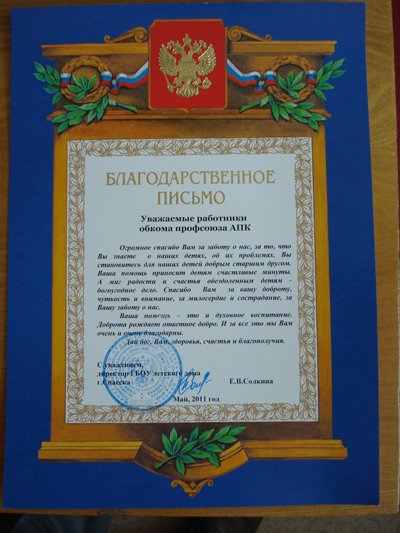 БЛАГОДАРСТВЕННОЕ
ПИСЬМО
Уважаемые работники
обкома профсоюза АПК
Огромное спасибо Вам за заботу о нас, за то, что
Вы знаете о наших детях, об их проблемах. Вы
становитесь для наших детей добрым старшим другом.
Ваша помощь приносит детям счастливые минуты.
А миг радости и счастья обездоленным детям -
богоугодное дело. Спасибо Вам за вашу доброту,
чуткость и внимание, за милосердие и сострадание, за
Вашу заботу о нас.
Ваша помощь – это и духовное воспитание.
Доброта рождает ответное добро. И за все это мы Вам
очень и очень благодарны.
Дай бог, Вам, здоровья, счастья и благополучия.
С уважением,
директор ГБОУ детского дома
г.Спасска Е.В.Солкина
Май, 2011 год